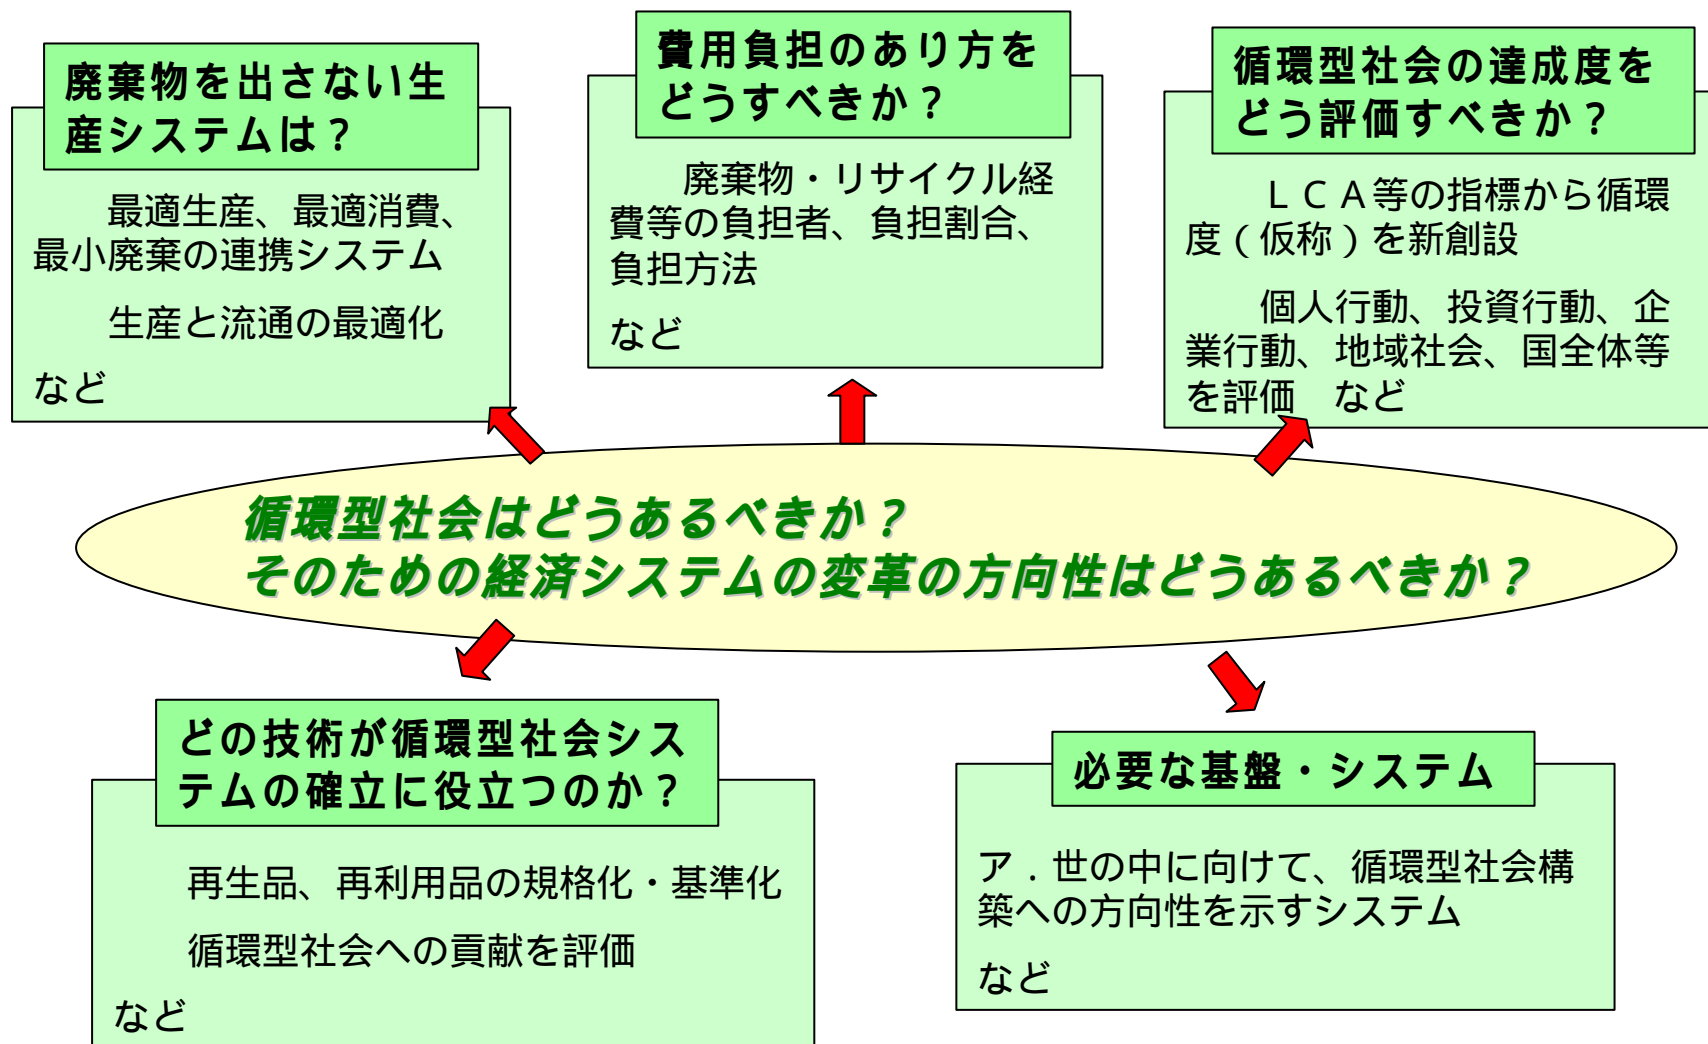 廃棄物を出さない生
産システムは？
最適生産、最適消費、
最小廃棄の連携システム
生産と流通の最適化
など
費用負担のあり方を
どうすべきか？
廃棄物・リサイクル経
費等の負担者、負担割合、
負担方法
など
循環型社会の達成度を
どう評価すべきか？
ＬＣＡ等の指標から循環
度（仮称）を新創設
個人行動、投資行動、企
業行動、地域社会、国全体等
を評価　など
循環型社会はどうあるべきか？
そのための経済システムの変革の方向性はどうあるべきか？
どの技術が循環型社会シス
テムの確立に役立つのか？
再生品、再利用品の規格化・基準化
循環型社会への貢献を評価
など
必要な基盤・システム
ア．世の中に向けて、循環型社会構
築への方向性を示すシステム
など